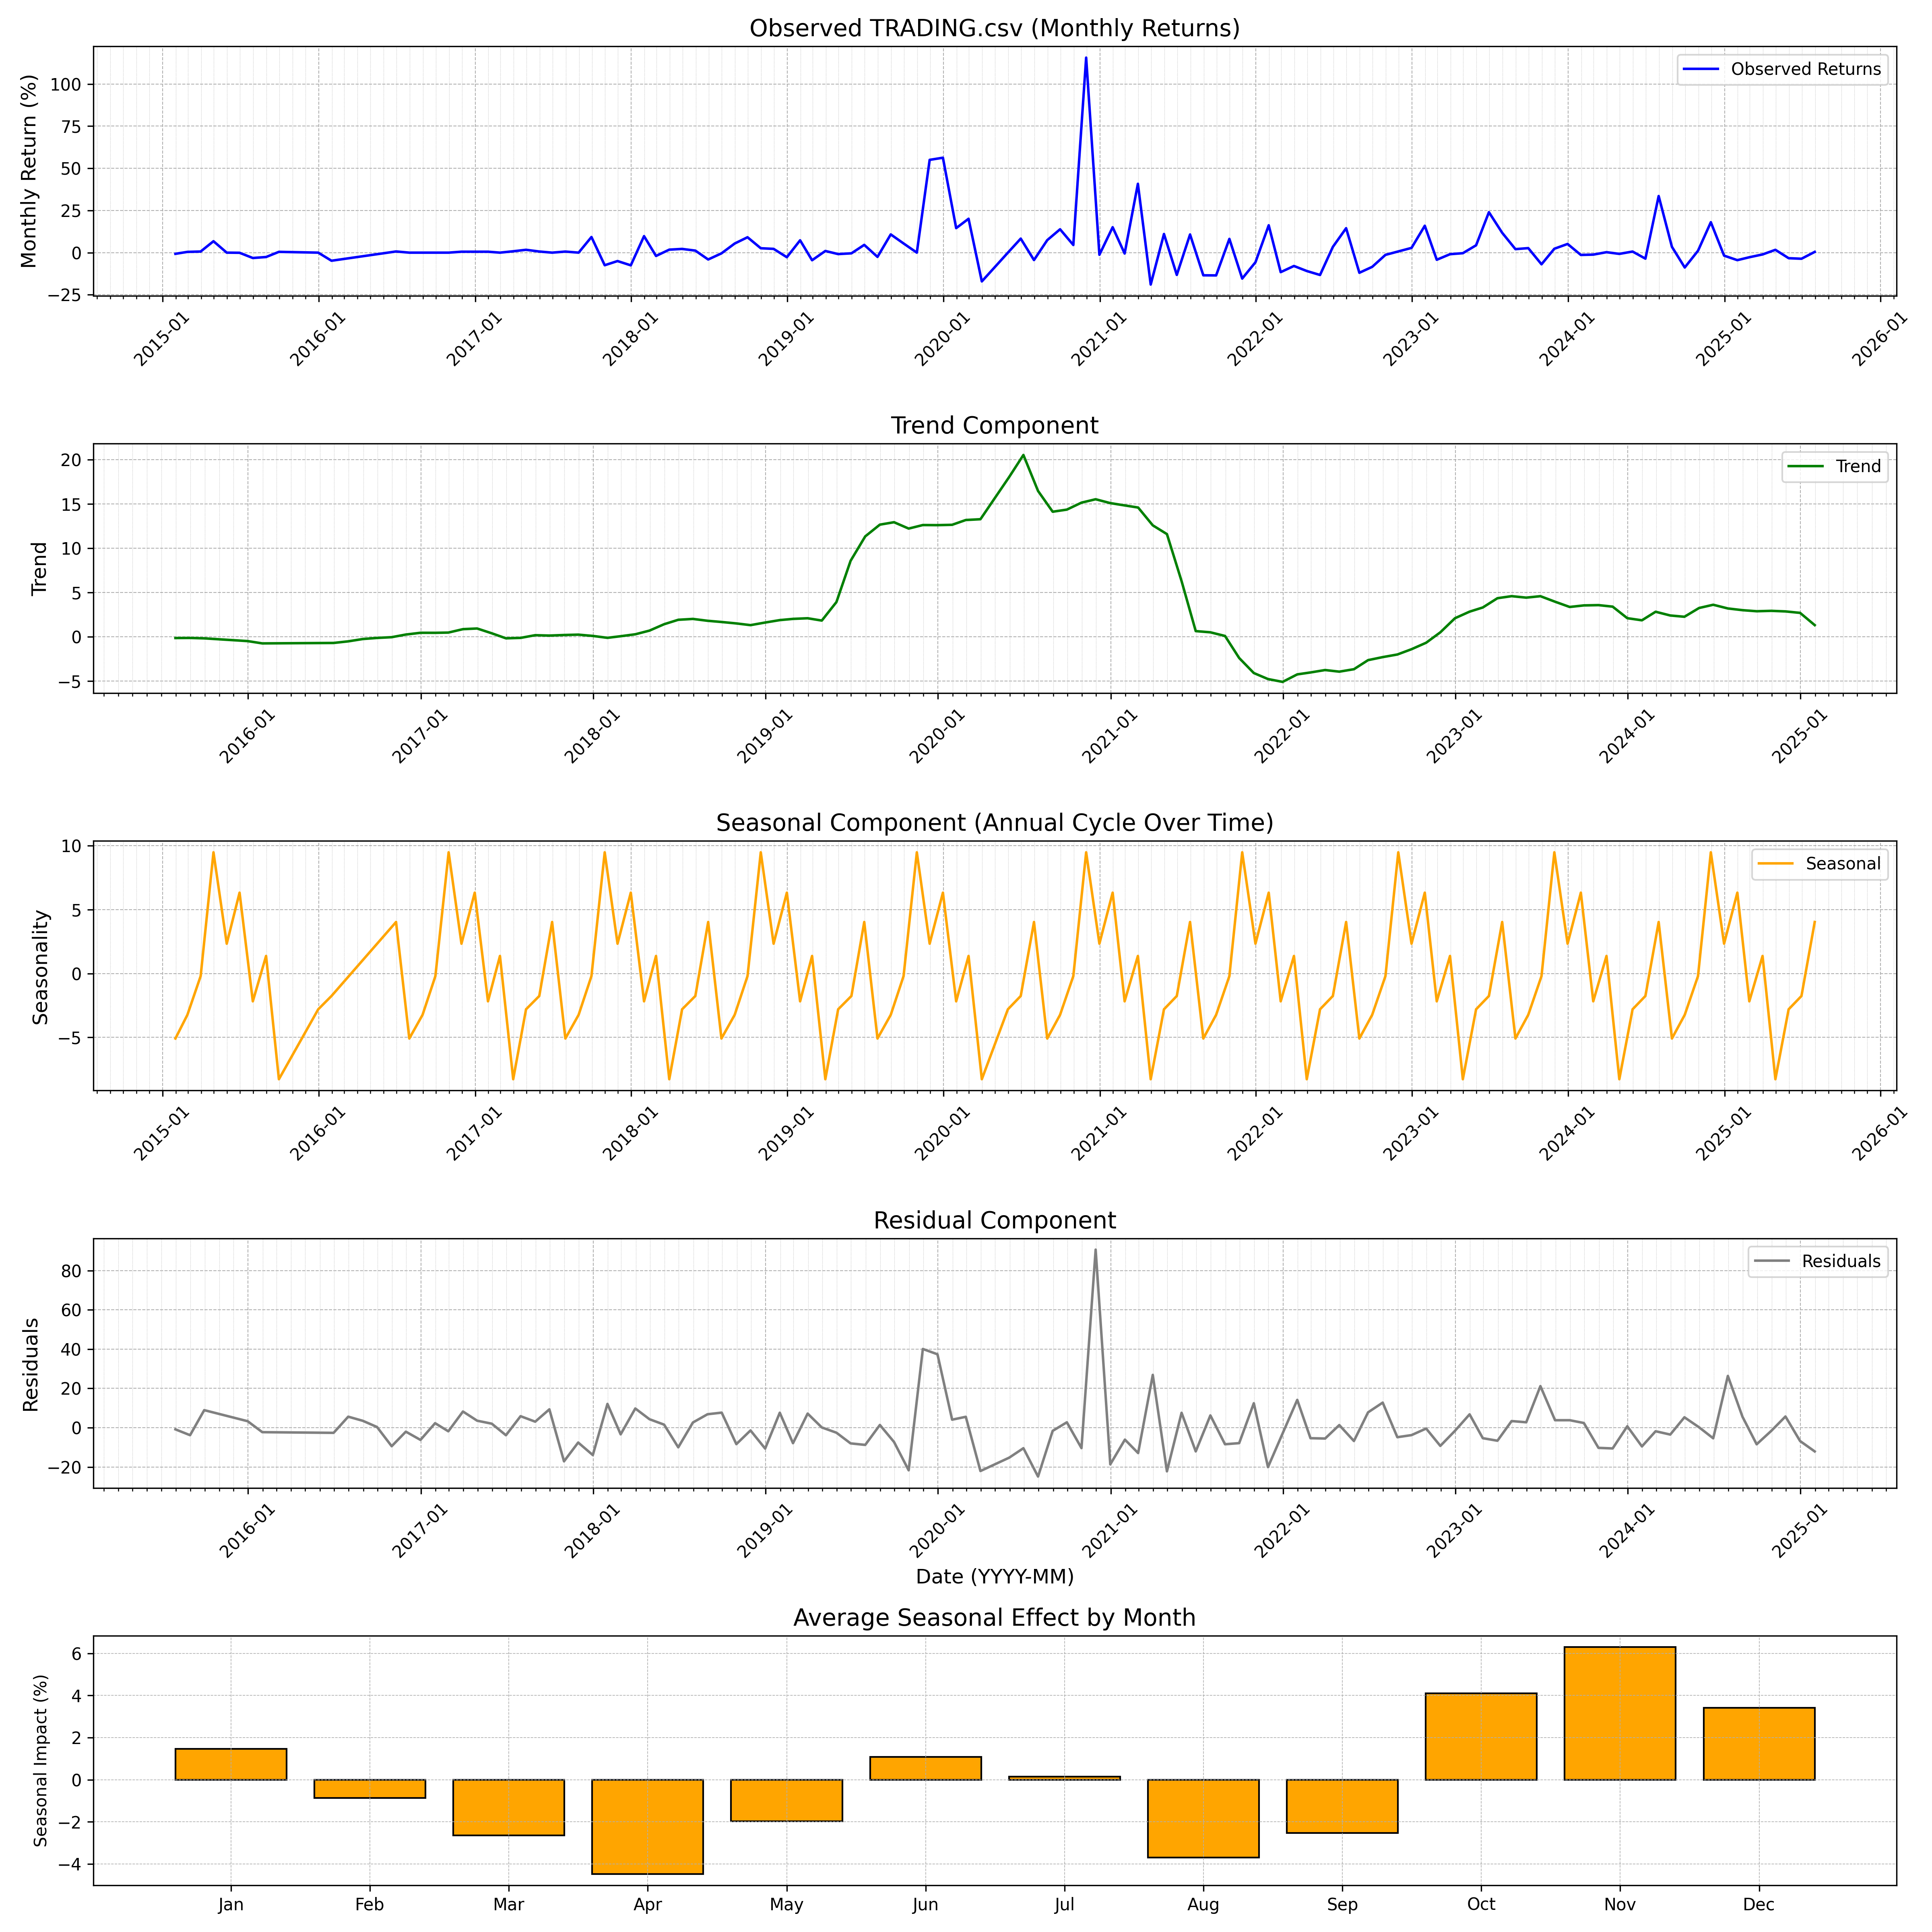 Observed TRADING.csv (Monthly Returns)
Monthly Return (%)
100
75
50
25
0
−25
Observed Returns
2015-01 2016-01 2017-01 2018-01 2019-01 2020-01 2021-01 2022-01 2023-01 2024-01 2025-01 2026-01
Trend Component
Trend
20
15
10
5
0
−5
Trend
2016-01 2017-01 2018-01 2019-01 2020-01 2021-01 2022-01 2023-01 2024-01 2025-01
Seasonal Component (Annual Cycle Over Time)
Seasonality
10
5
0
−5
Seasonal
2015-01 2016-01 2017-01 2018-01 2019-01 2020-01 2021-01 2022-01 2023-01 2024-01 2025-01 2026-01
Residual Component
Residuals
80
60
40
20
0
−20
Residuals
2016-01 2017-01 2018-01 2019-01 2020-01 2021-01 2022-01 2023-01 2024-01 2025-01
Date (YYYY-MM)
Average Seasonal Effect by Month
Seasonal Impact (%)
6
4
2
0
−2
−4
Jan Feb Mar Apr May Jun Jul Aug Sep Oct Nov Dec